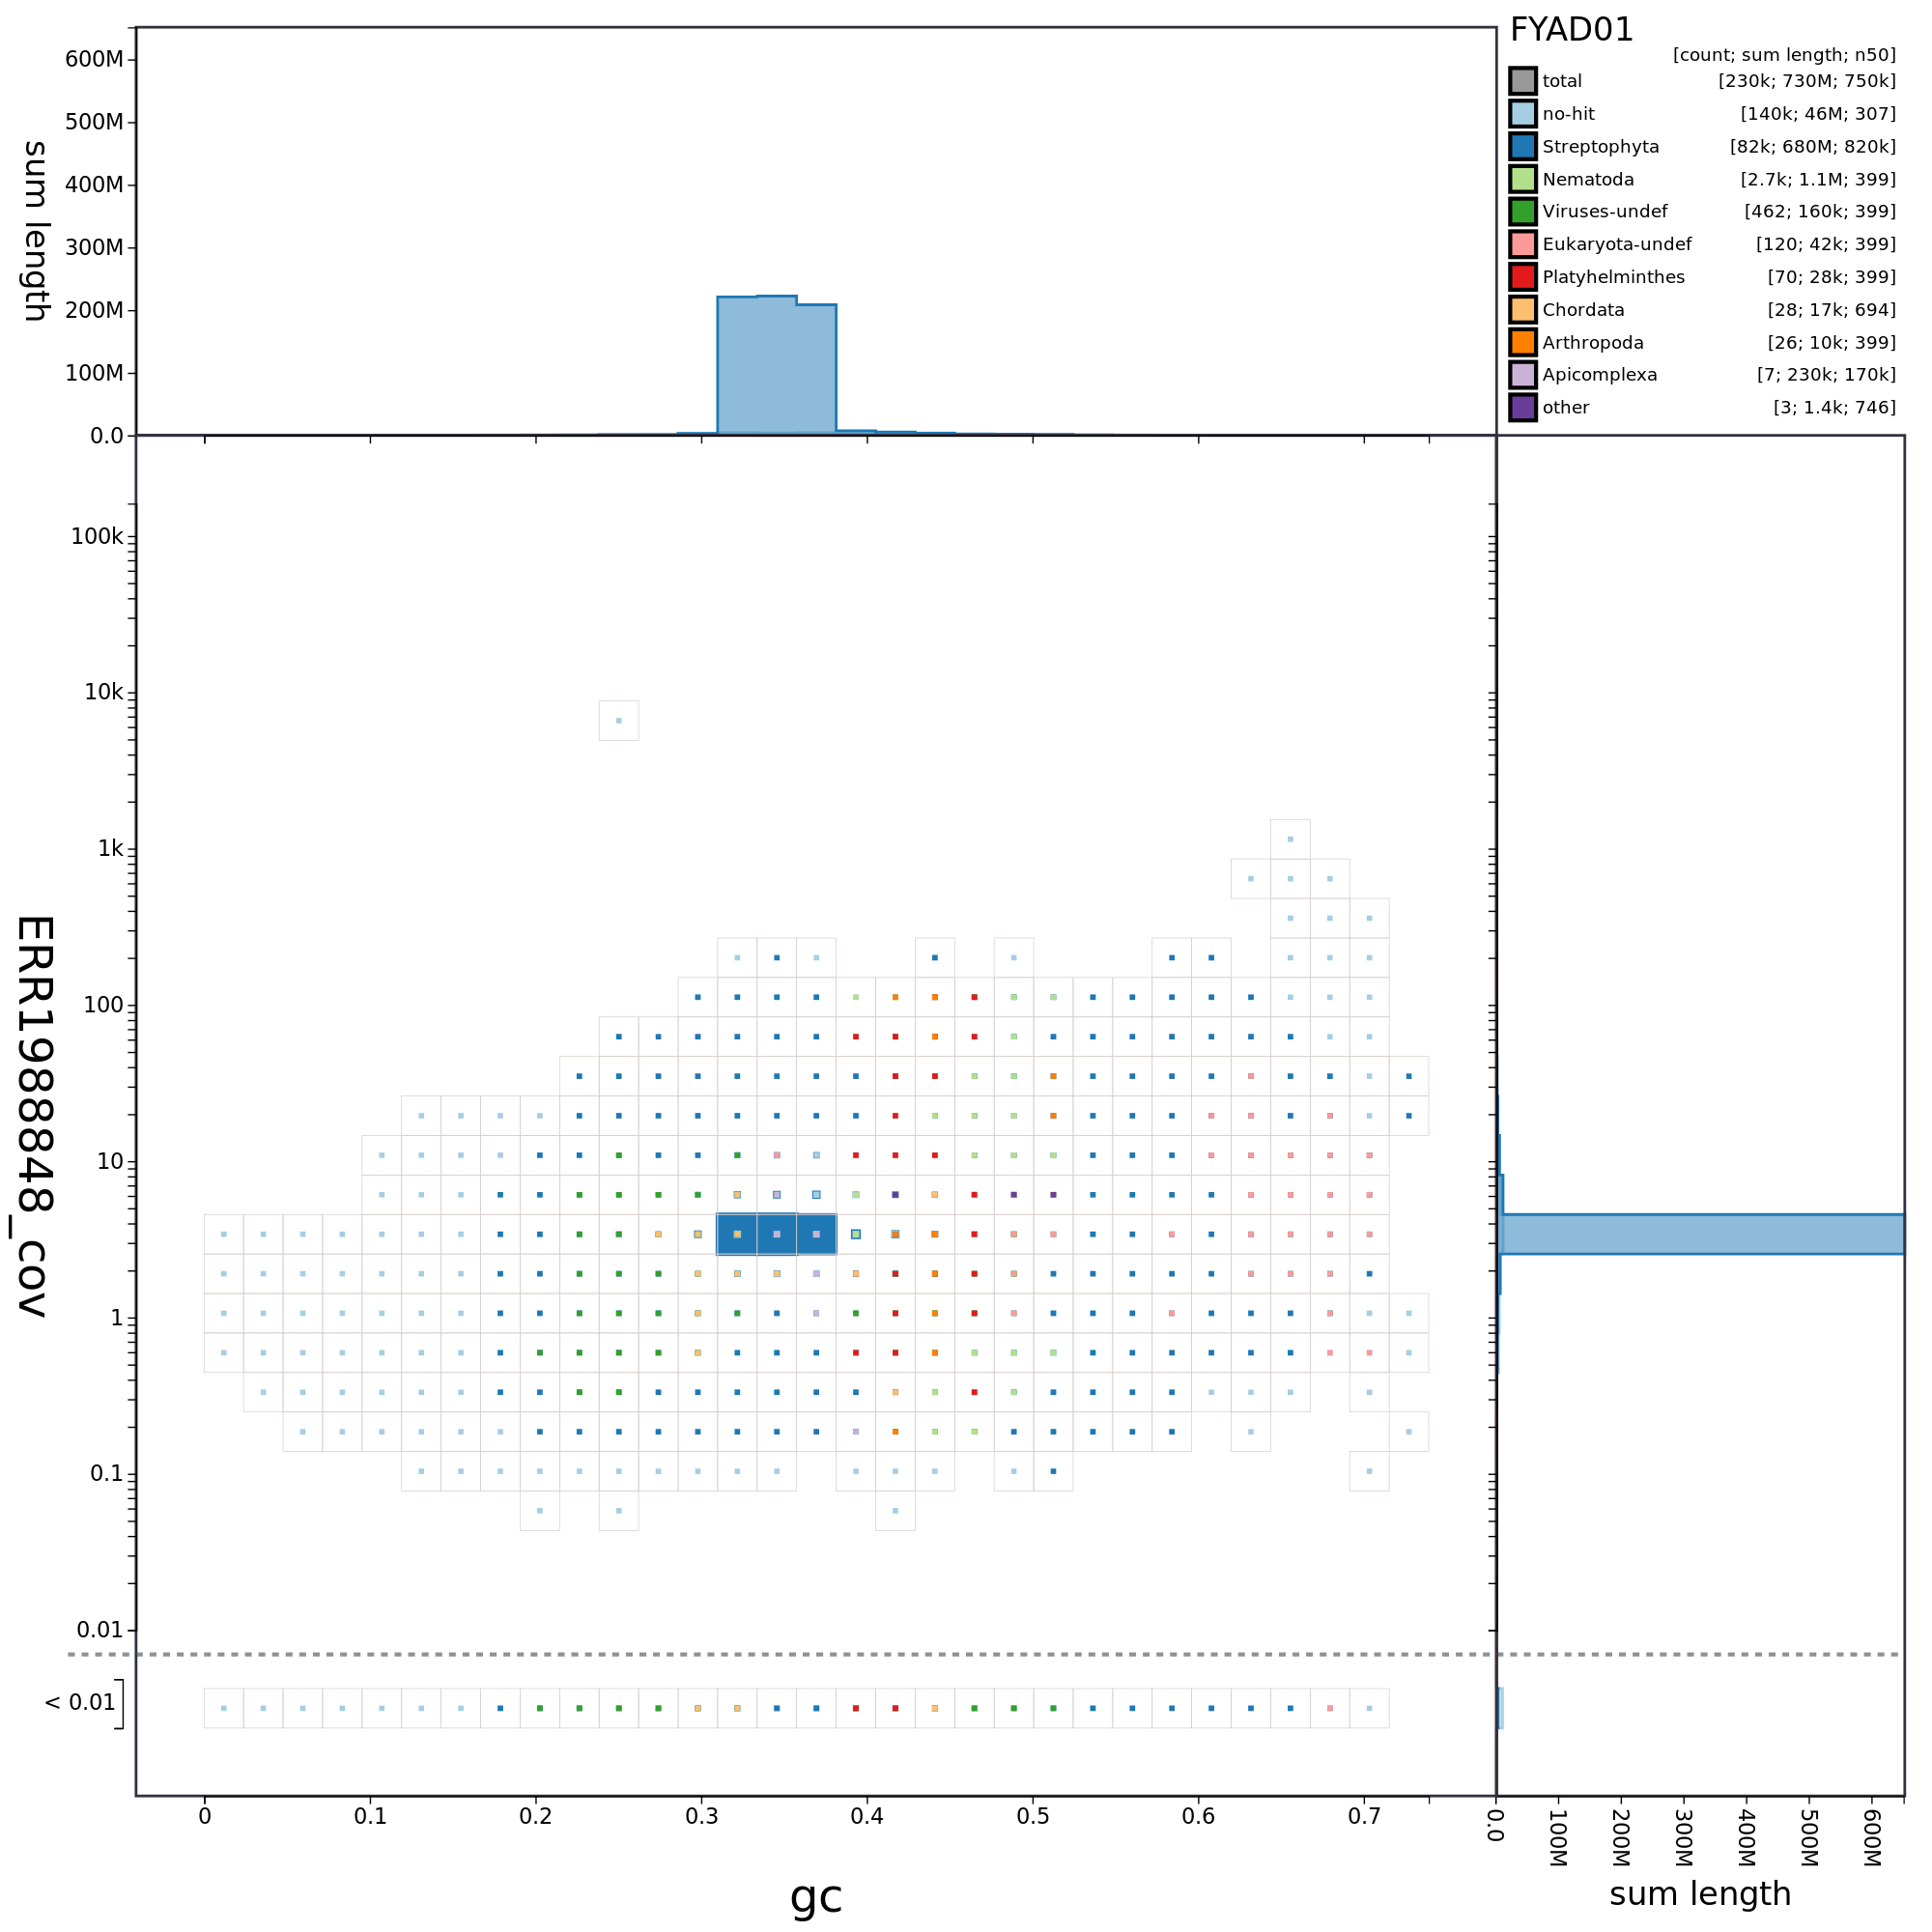 FYAD01
[count; sum length; n50]
total [230k; 730M; 750k]
no-hit [140k; 46M; 307]
Streptophyta [82k; 680M; 820k]
Nematoda [2.7k; 1.1M; 399]
Viruses-undef [462; 160k; 399]
Eukaryota-undef [120; 42k; 399]
Platyhelminthes [70; 28k; 399]
Chordata [28; 17k; 694]
Arthropoda [26; 10k; 399]
Apicomplexa [7; 230k; 170k]
other [3; 1.4k; 746]
sum length
600M
500M
400M
300M
200M
100M
0.0
ERR1988848_cov
100k
10k
1k
100
10
1
0.1
0.01
< 0.01
0 0.1 0.2 0.3 0.4 0.5 0.6 0.7
gc
0.0 100M 200M 300M 400M 500M 600M
sum length